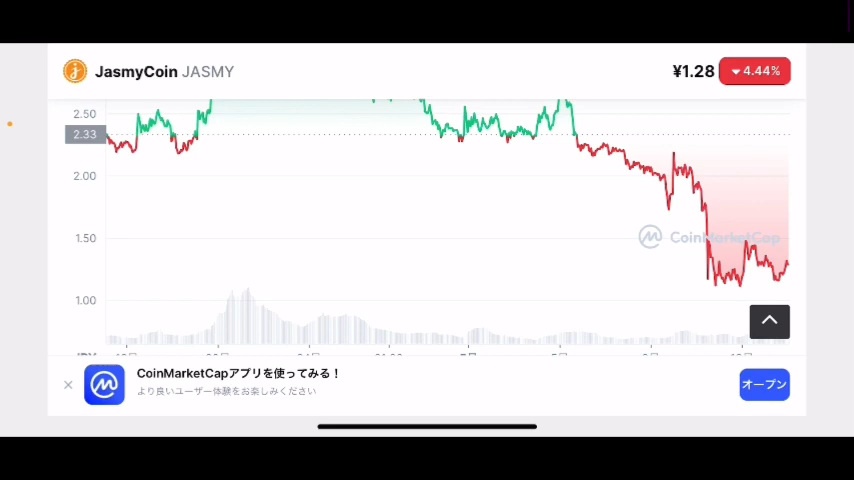 JasmyCoin JASMY
¥1.28 4.44%
2.50
2.33
2.00
1.50
CoinMarketCap
1.00
CoinMarketCapアプリを使ってみる！
より良いユーザー体験をお楽しみください
オープン